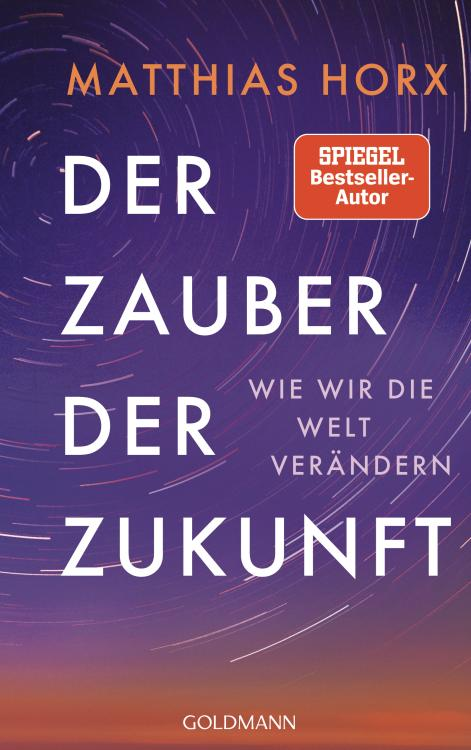 MATTHIAS HORX
DER
SPIEGEL
Bestseller-
Autor
ZAUBER
DER
WIE WIR DIE
WELT
VERÄNDERN
ZUKUNFT
GOLDMANN